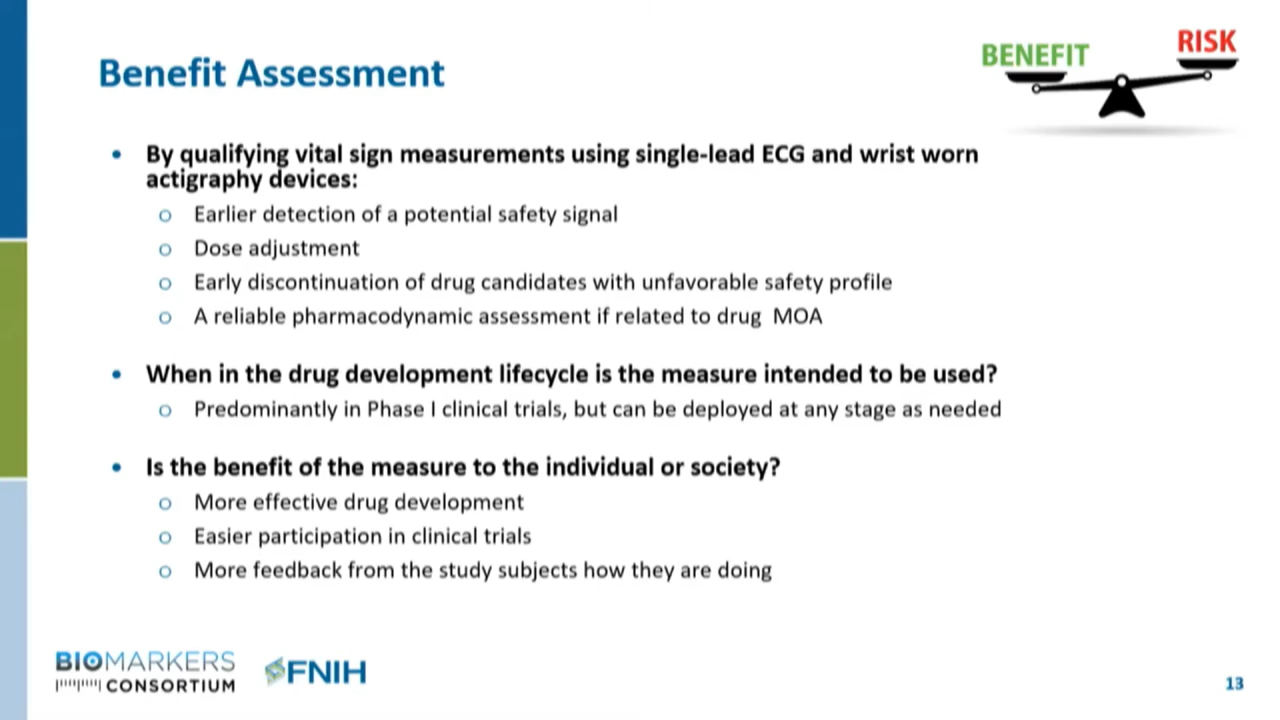 Benefit Assessment
BENEFIT
RISK
• By qualifying vital sign measurements using single-lead ECG and wrist worn
actigraphy devices:
o Earlier detection of a potential safety signal
o Dose adjustment
o Early discontinuation of drug candidates with unfavorable safety profile
o A reliable pharmacodynamic assessment if related to drug MOA
• When in the drug development lifecycle is the measure intended to be used?
o Predominantly in Phase I clinical trials, but can be deployed at any stage as needed
• Is the benefit of the measure to the individual or society?
o More effective drug development
o Easier participation in clinical trials
o More feedback from the study subjects how they are doing
BIOMARKERS
CONSORTIUM
FNIH
13